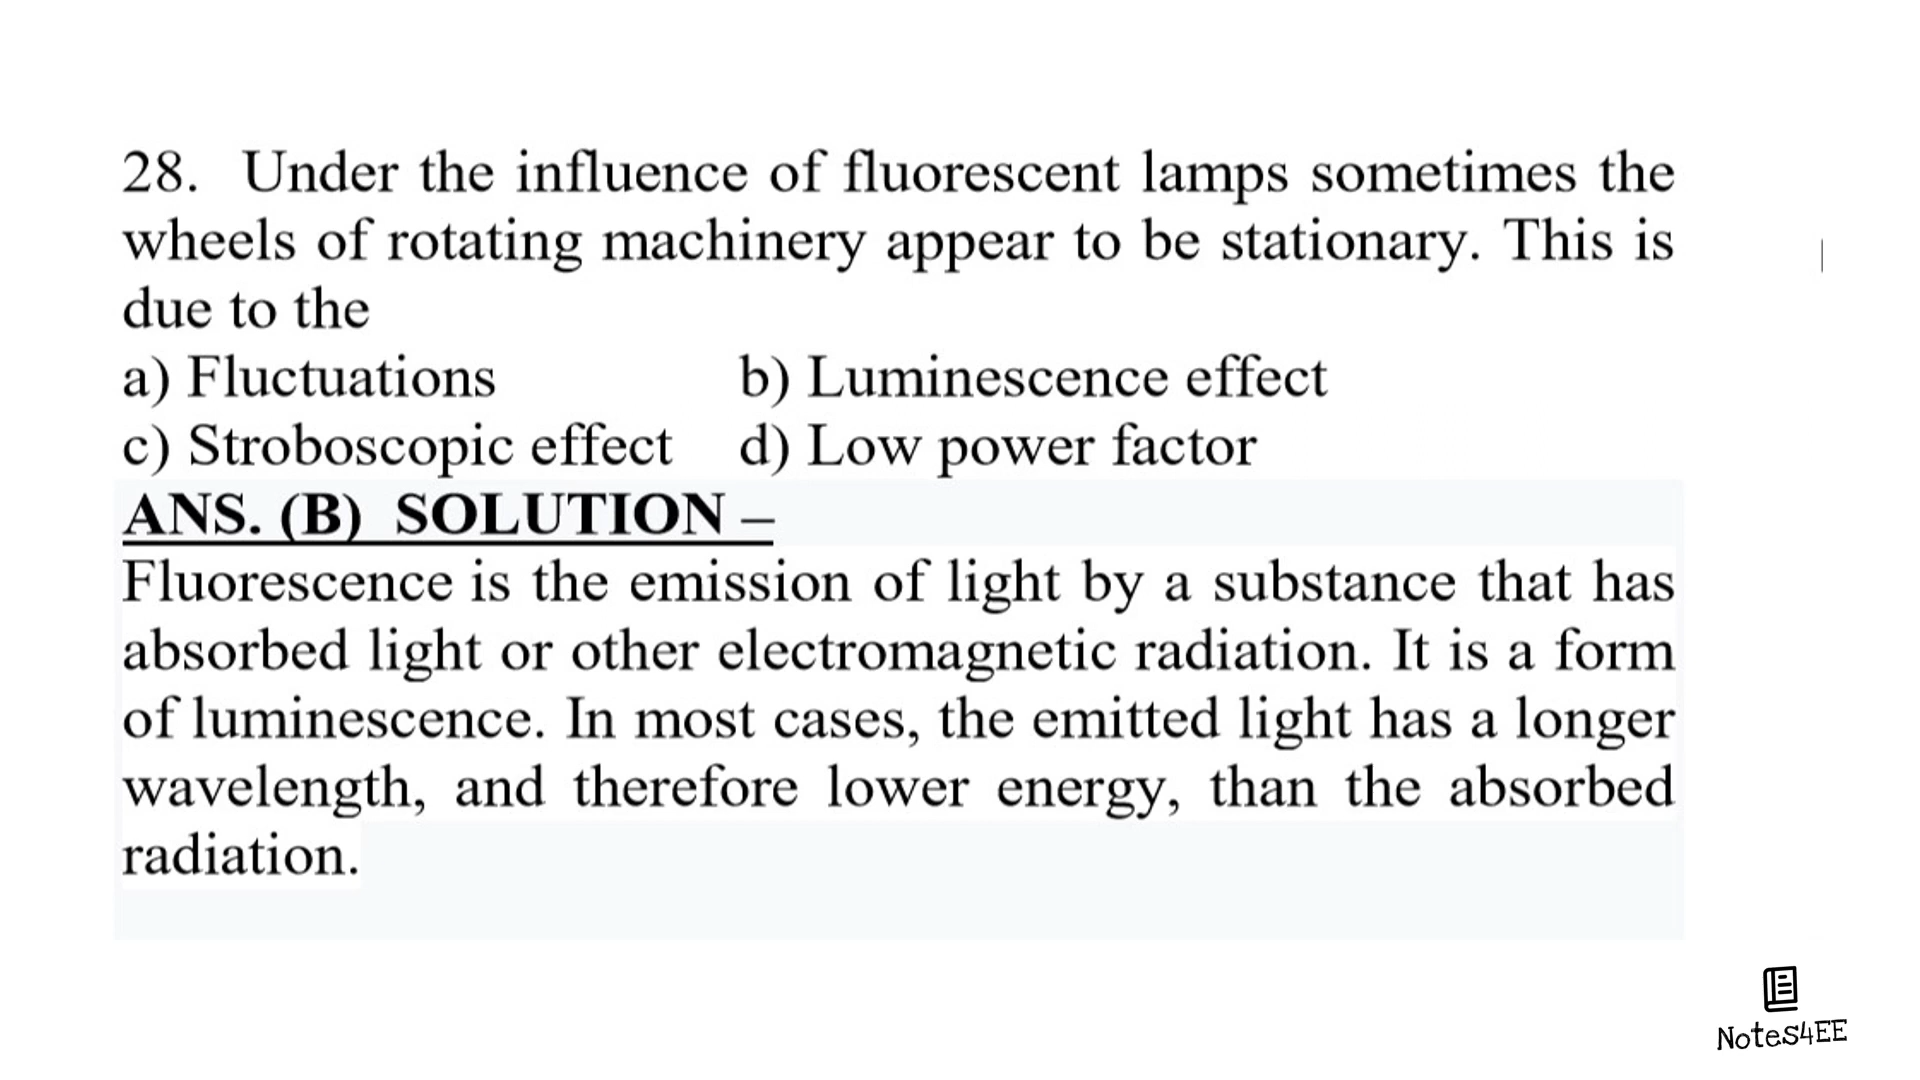 28. Under the influence of fluorescent lamps sometimes the
wheels of rotating machinery appear to be stationary. This is
due to the
a) Fluctuations b) Luminescence effect
c) Stroboscopic effect d) Low power factor
ANS. (B) SOLUTION –
Fluorescence is the emission of light by a substance that has
absorbed light or other electromagnetic radiation. It is a form
of luminescence. In most cases, the emitted light has a longer
wavelength, and therefore lower energy, than the absorbed
radiation.
Notes4EE